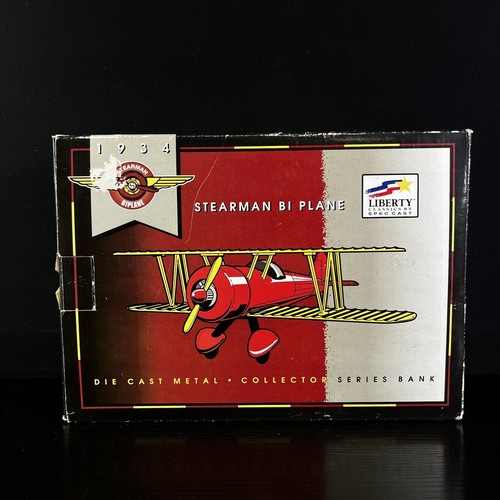 1934
STEARMAN
BIPLANE
STEARMAN BI PLANE
LIBERTY
CLASSICS BY
SPEC CAST
DIE CAST METAL • COLLECTOR SERIES BANK